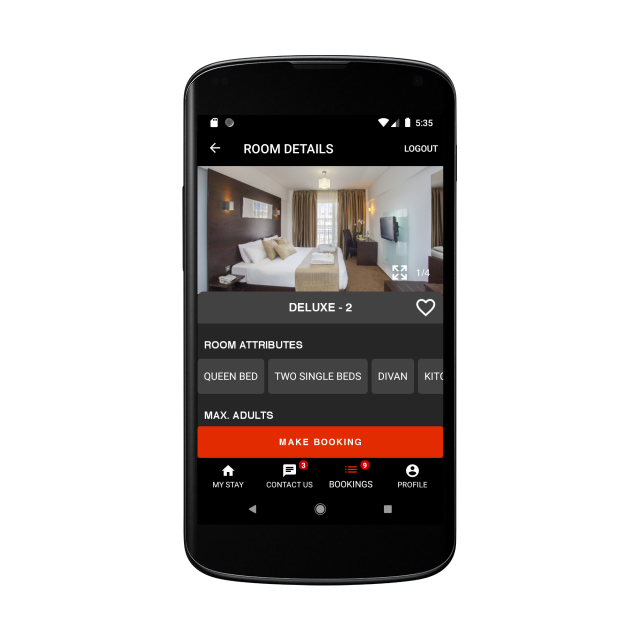 5:35
ROOM DETAILS
LOGOUT
1/4
DELUXE - 2
ROOM ATTRIBUTES
QUEEN BED TWO SINGLE BEDS DIVAN KITC
MAX. ADULTS
MAKE BOOKING
3 9
MY STAY CONTACT US BOOKINGS PROFILE